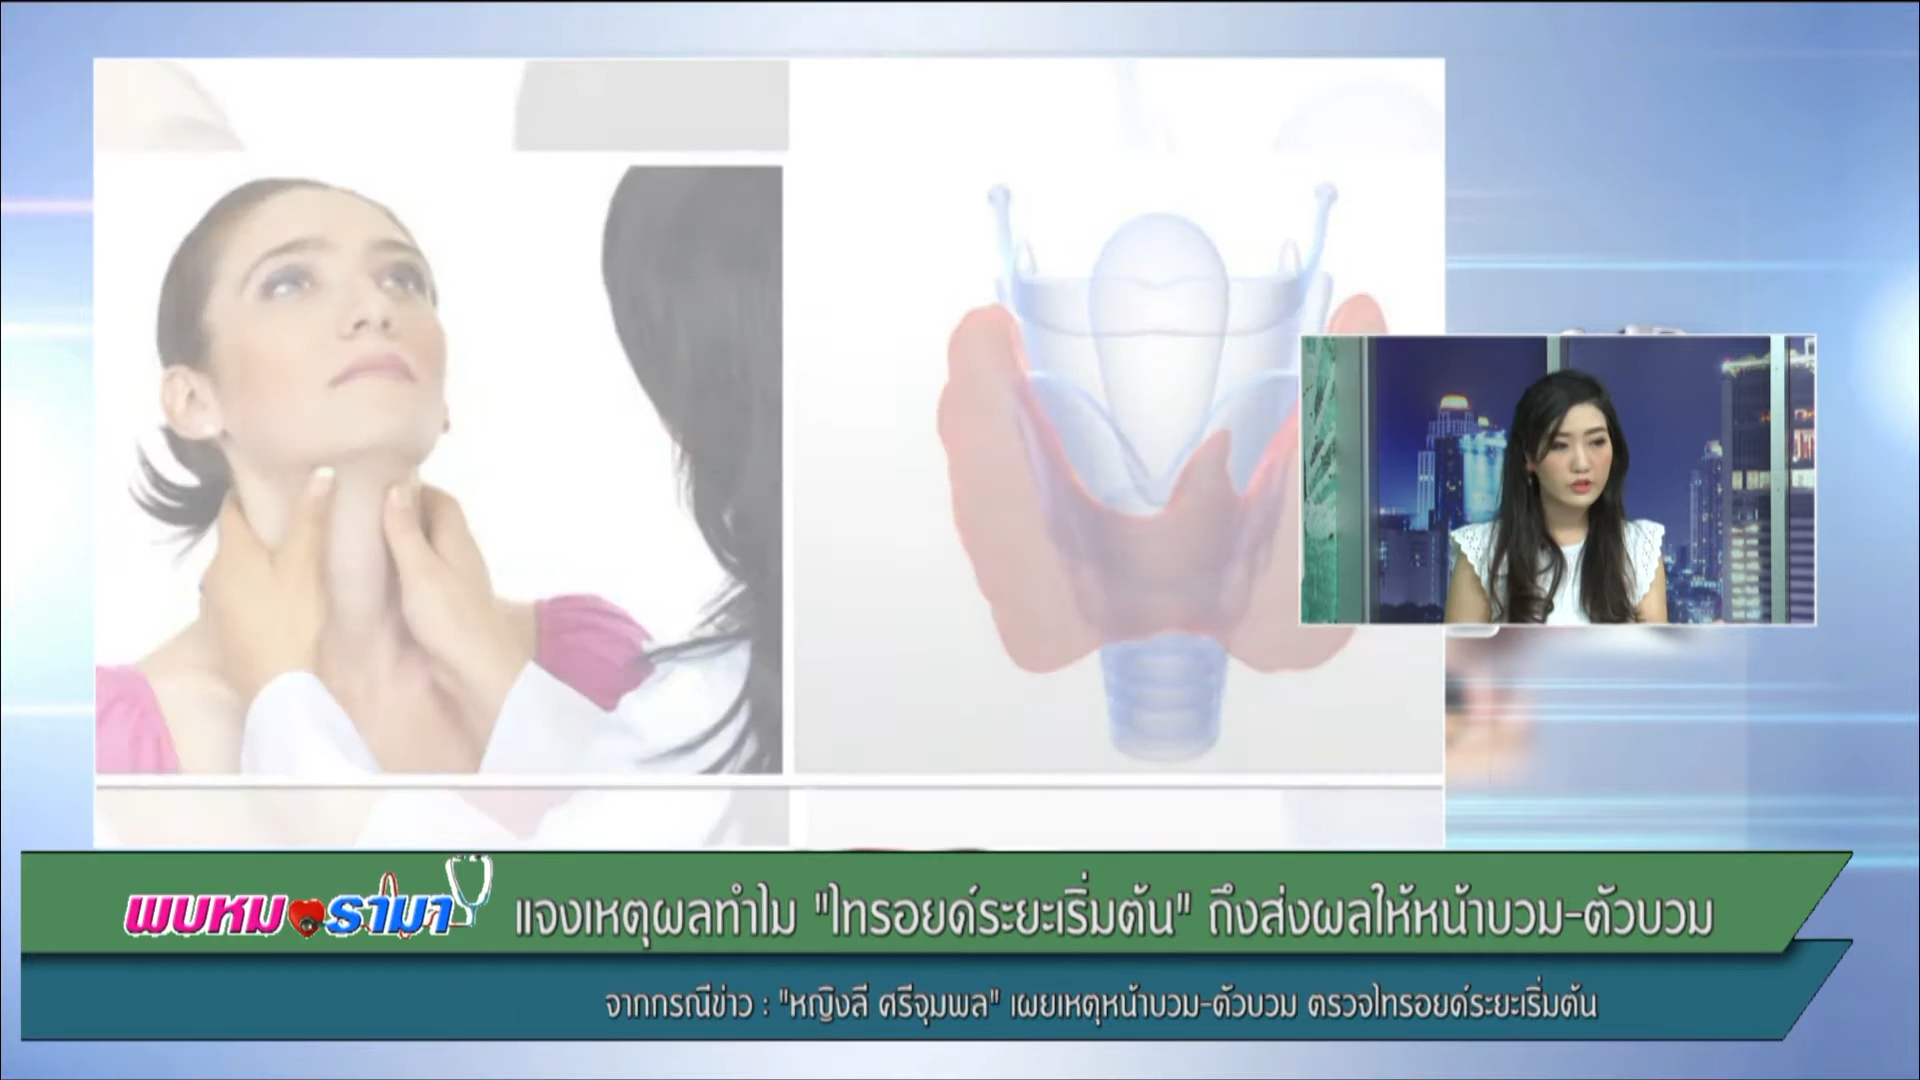 พบหมอรามา
แจงเหตุผลทำไม "ไทรอยด์ระยะเริ่มต้น" ถึงส่งผลให้หน้าบวม-ตัวบวม
จากกรณีข่าว : "หญิงลี ศรีจุมพล" เผยเหตุหน้าบวม-ตัวบวม ตรวจไทรอยด์ระยะเริ่มต้น